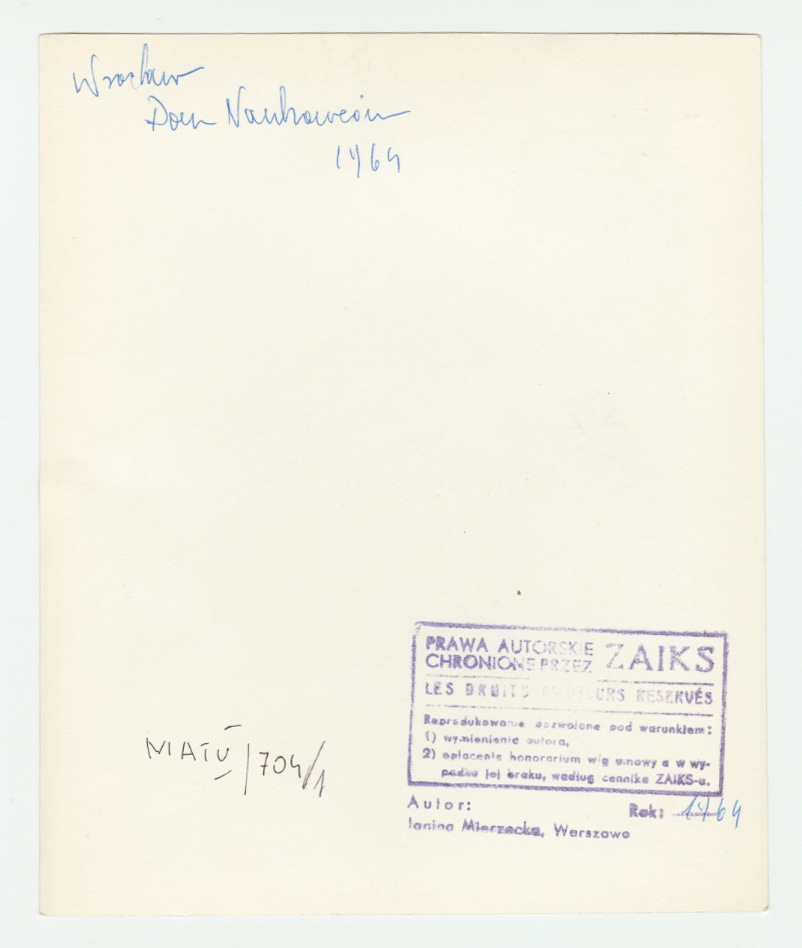 Wrocław
Dom Naukowców
1964
PRAWA AUTORSKIE
CHRONIONE PRZEZ ZAIKS
LES DROITS D'AUTEURS RESERVÉS
Reprodukowanie dozwolone pod warunkiem:
1) wymienienia autora,
2) opłacenia honorarium w/g umowy a w wy-
padku jej braku, według cennika ZAIKS-u.
MAtV/704/1
Autor: Rok: 1964
Janina Mierzecka, Warszawa